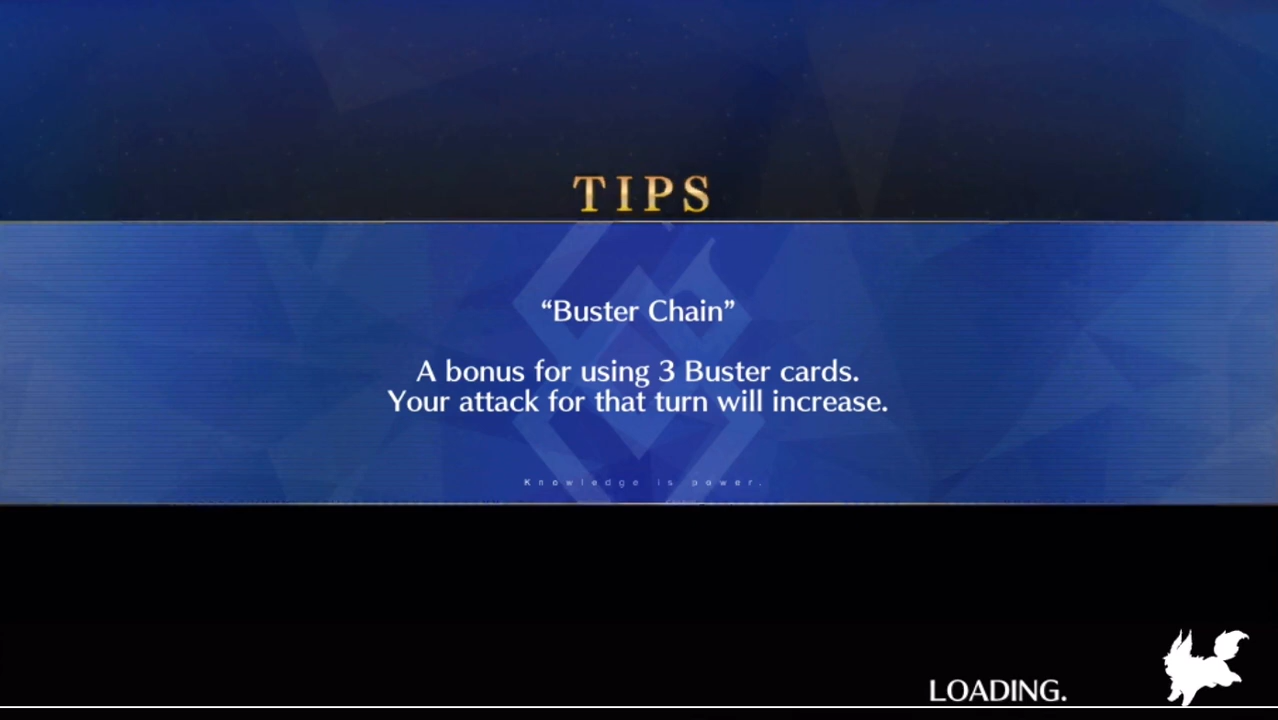 TIPS
“Buster Chain”
A bonus for using 3 Buster cards.
Your attack for that turn will increase.
Knowledge is power.
LOADING.